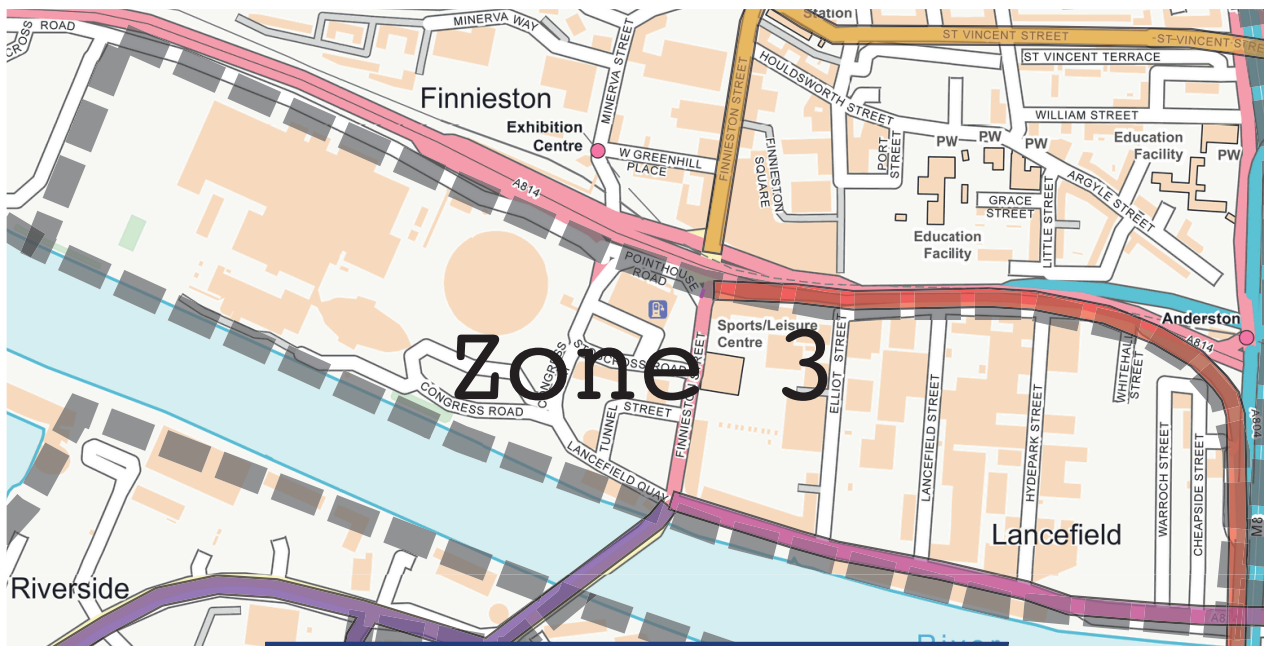 CROSS ROAD
MINERVA WAY
MINERVA STREET
Station
ST VINCENT STREET
ST VINCENT STREET
ST VINCENT TERRACE
HOULDSWORTH STREET
FINNIESTON STREET
Finnieston
Exhibition
Centre
W GREENHILL
PLACE
FINNIESTON
SQUARE
PORT
STREET
PW
PW
PW
WILLIAM STREET
Education
Facility
PW
ARGYLE STREET
GRACE
STREET
LITTLE STREET
Education
Facility
A814
POINTHOUSE
ROAD
Sports/Leisure
Centre
Anderston
A814
Zone 3
STOBCROSS ROAD
CONGRESS
CONGRESS ROAD
TUNNEL
STREET
FINNIESTON STREET
LANCEFIELD QUAY
ELLIOT STREET
LANCEFIELD STREET
HYDEPARK STREET
WHITEHALL
STREET
WARROCH STREET
CHEAPSIDE STREET
A804
M8
Lancefield
Riverside
River